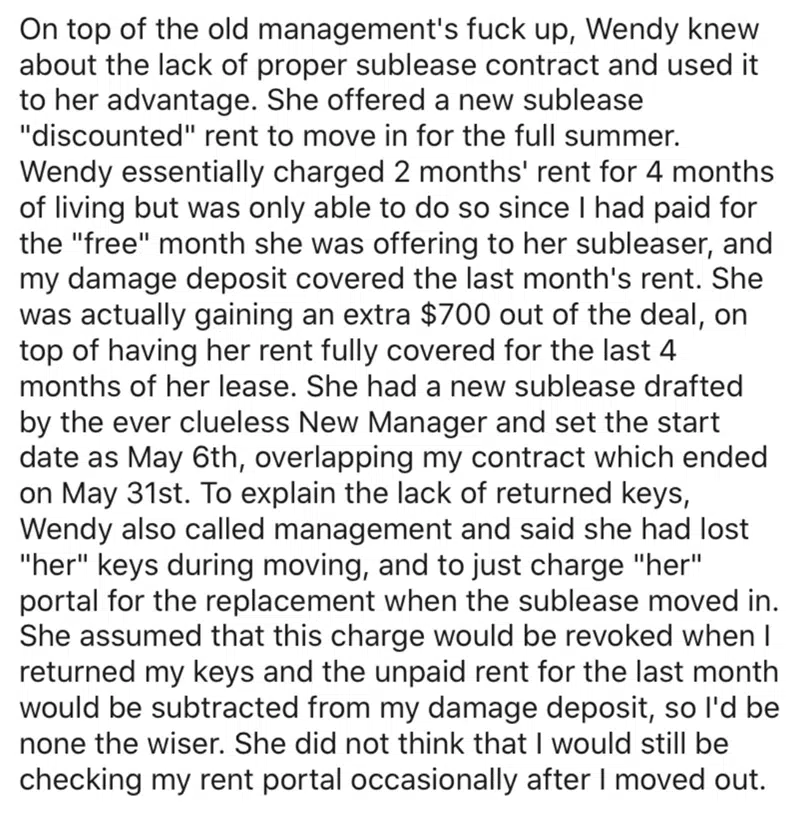 On top of the old management's fuck up, Wendy knew
about the lack of proper sublease contract and used it
to her advantage. She offered a new sublease
"discounted" rent to move in for the full summer.
Wendy essentially charged 2 months' rent for 4 months
of living but was only able to do so since I had paid for
the "free" month she was offering to her subleaser, and
my damage deposit covered the last month's rent. She
was actually gaining an extra $700 out of the deal, on
top of having her rent fully covered for the last 4
months of her lease. She had a new sublease drafted
by the ever clueless New Manager and set the start
date as May 6th, overlapping my contract which ended
on May 31st. To explain the lack of returned keys,
Wendy also called management and said she had lost
"her" keys during moving, and to just charge "her"
portal for the replacement when the sublease moved in.
She assumed that this charge would be revoked when I
returned my keys and the unpaid rent for the last month
would be subtracted from my damage deposit, so I'd be
none the wiser. She did not think that I would still be
checking my rent portal occasionally after I moved out.